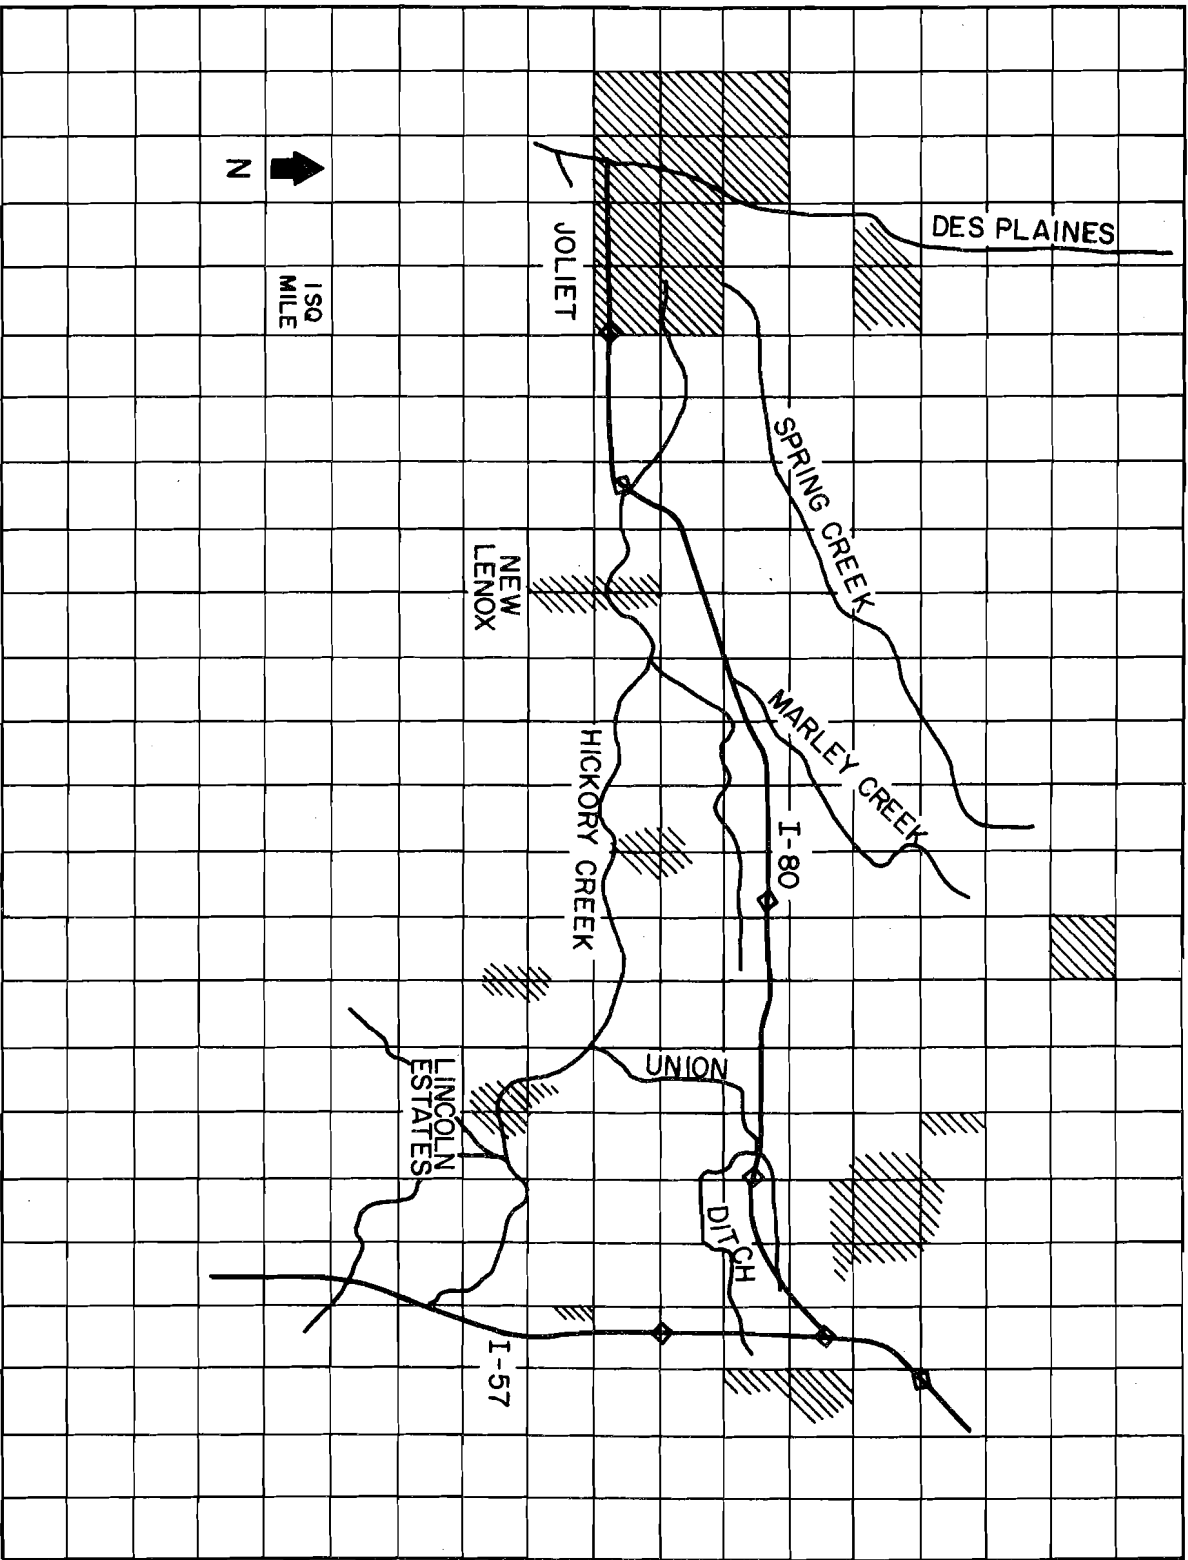 DES PLAINES
N
JOLIET
1 SQ
MILE
SPRING CREEK
NEW
LENOX
MARLEY CREEK
HICKORY CREEK
I-80
UNION
LINCOLN
ESTATES
DITCH
I-57